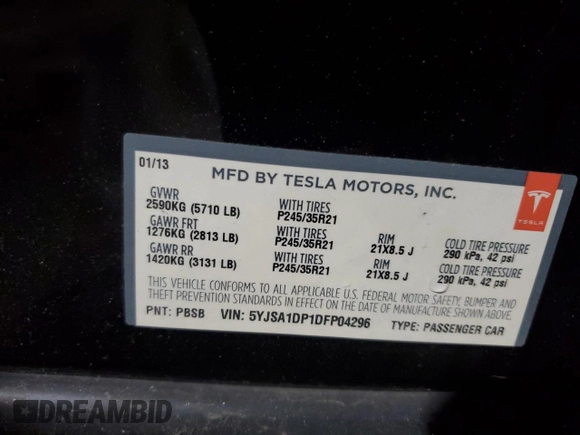 01/13
MFD BY TESLA MOTORS, INC.
GVWR
2590KG (5710 LB)
WITH TIRES
P245/35R21
GAWR FRT
1276KG (2813 LB)
WITH TIRES
P245/35R21
RIM
21X8.5 J
COLD TIRE PRESSURE
290 kPa, 42 psi
GAWR RR
1420KG (3131 LB)
WITH TIRES
P245/35R21
RIM
21X8.5 J
COLD TIRE PRESSURE
290 kPa, 42 psi
THIS VEHICLE CONFORMS TO ALL APPLICABLE U.S. FEDERAL MOTOR SAFETY, BUMPER AND
THEFT PREVENTION STANDARDS IN EFFECT ON THE DATE OF MANUFACTURE SHOWN ABOVE.
PNT: PBSB VIN: 5YJSA1DP1DFP04296 TYPE: PASSENGER CAR
TESLA
DREAMBID